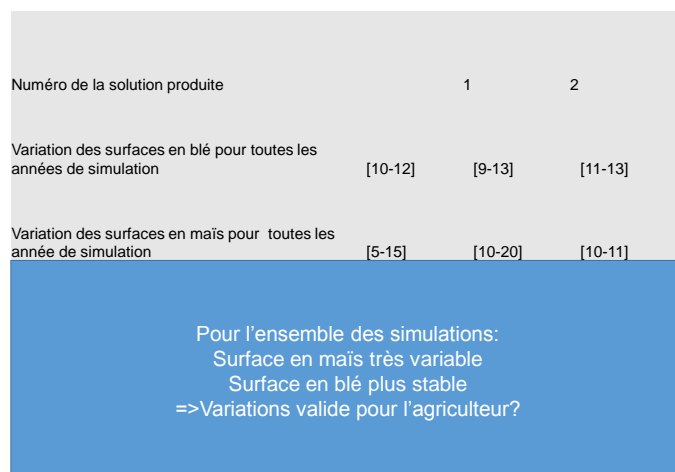 Numéro de la solution produite 1 2
Variation des surfaces en blé pour toutes les
années de simulation [10-12] [9-13] [11-13]
Variation des surfaces en maïs pour toutes les
année de simulation [5-15] [10-20] [10-11]
Pour l’ensemble des simulations:
Surface en maïs très variable
Surface en blé plus stable
=>Variations valide pour l’agriculteur?